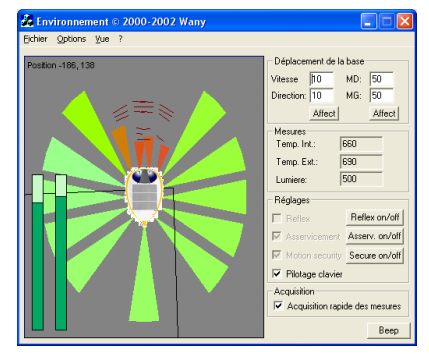 Environnement © 2000-2002 Wany
Fichier Options Vue ?
Position -186, 138
Déplacement de la base
Vitesse 10 MD: 50
Direction: 10 MG: 50
Affect Affect
Mesures
Temp. Int.: 660
Temp. Ext.: 690
Lumiere: 500
Réglages
Reflex Reflex on/off
Asservicement Asserv. on/off
Motion security Secure on/off
Pilotage clavier
Acquisition
Acquisition rapide des mesures
Beep